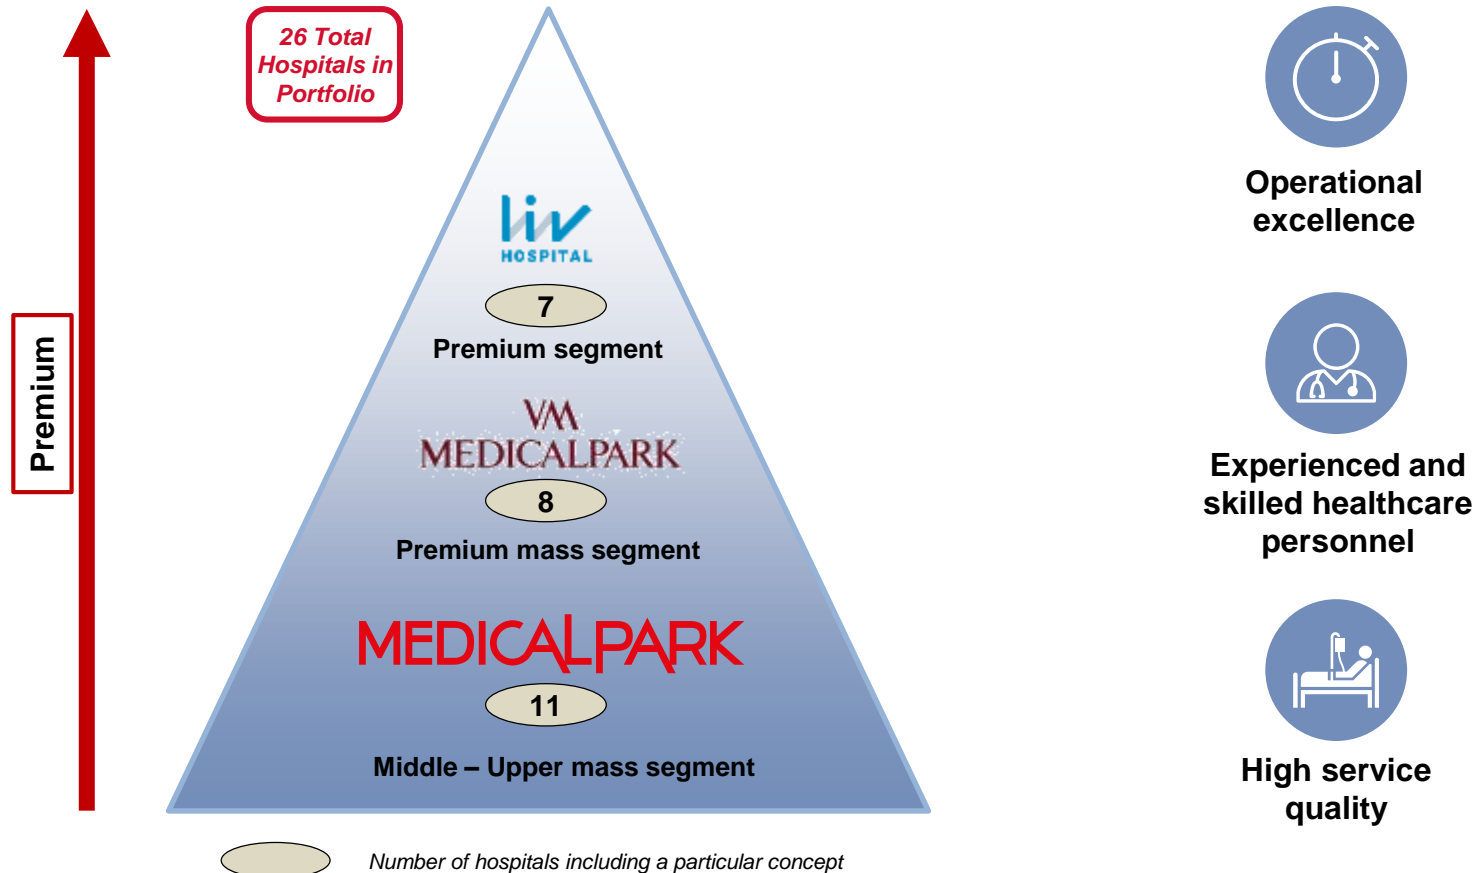 26 Total
Hospitals in
Portfolio
Premium
liv
HOSPITAL
7
Premium segment
VM
MEDICALPARK
8
Premium mass segment
MEDICALPARK
11
Middle – Upper mass segment
Number of hospitals including a particular concept
Operational
excellence
Experienced and
skilled healthcare
personnel
High service
quality